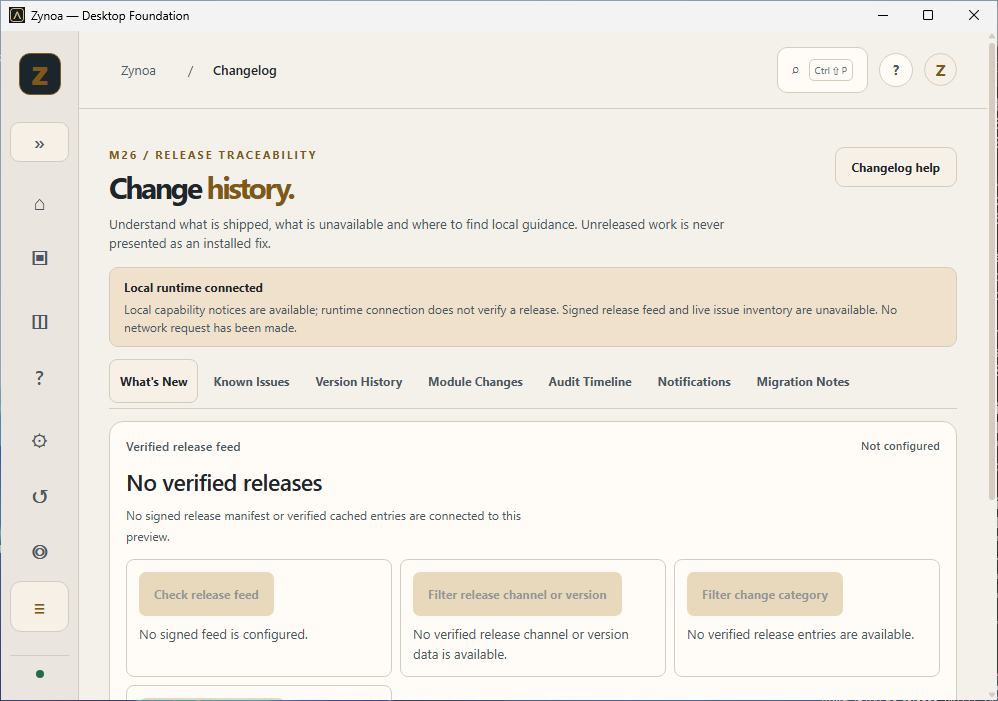 Zynoa — Desktop Foundation
Z
Zynoa / Changelog
Ctrl ⇧ P
?
Z
»
?
M26 / RELEASE TRACEABILITY
Changelog help
Change history.
Understand what is shipped, what is unavailable and where to find local guidance. Unreleased work is never
presented as an installed fix.
Local runtime connected
Local capability notices are available; runtime connection does not verify a release. Signed release feed and live issue inventory are unavailable. No
network request has been made.
What's New Known Issues Version History Module Changes Audit Timeline Notifications Migration Notes
Verified release feed
Not configured
No verified releases
No signed release manifest or verified cached entries are connected to this
preview.
Check release feed
No signed feed is configured.
Filter release channel or version
No verified release channel or version
data is available.
Filter change category
No verified release entries are available.